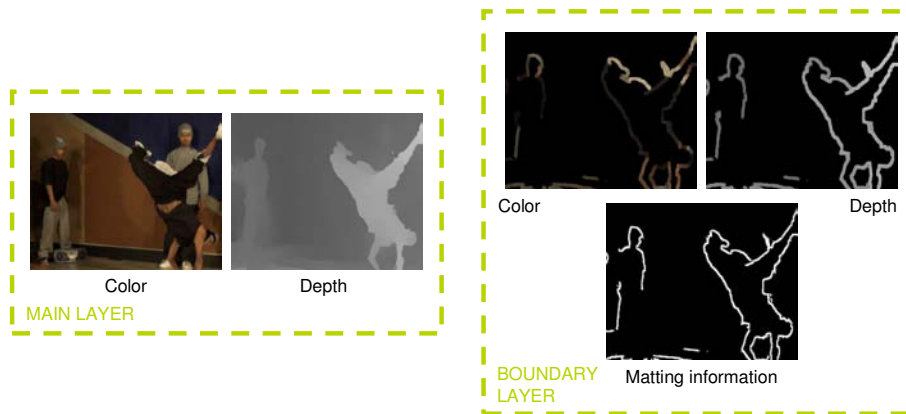 Color
Depth
MAIN LAYER
Color
Depth
Matting information
BOUNDARY
LAYER